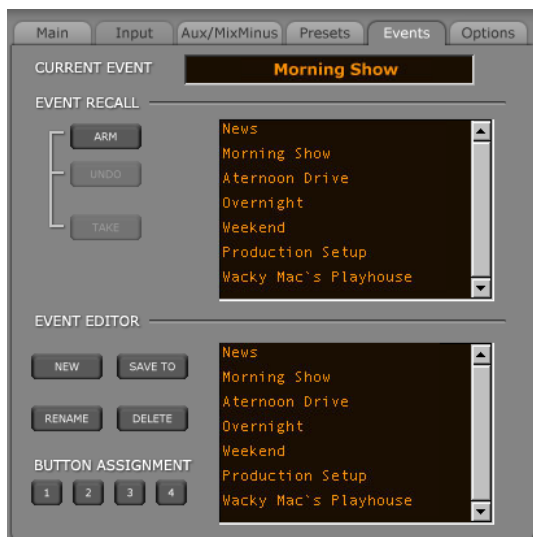 Main Input Aux/MixMinus Presets Events Options
CURRENT EVENT Morning Show
EVENT RECALL
ARM
UNDO
TAKE
News
Morning Show
Aternoon Drive
Overnight
Weekend
Production Setup
Wacky Mac`s Playhouse
EVENT EDITOR
NEW SAVE TO
RENAME DELETE
BUTTON ASSIGNMENT
1 2 3 4
News
Morning Show
Aternoon Drive
Overnight
Weekend
Production Setup
Wacky Mac`s Playhouse